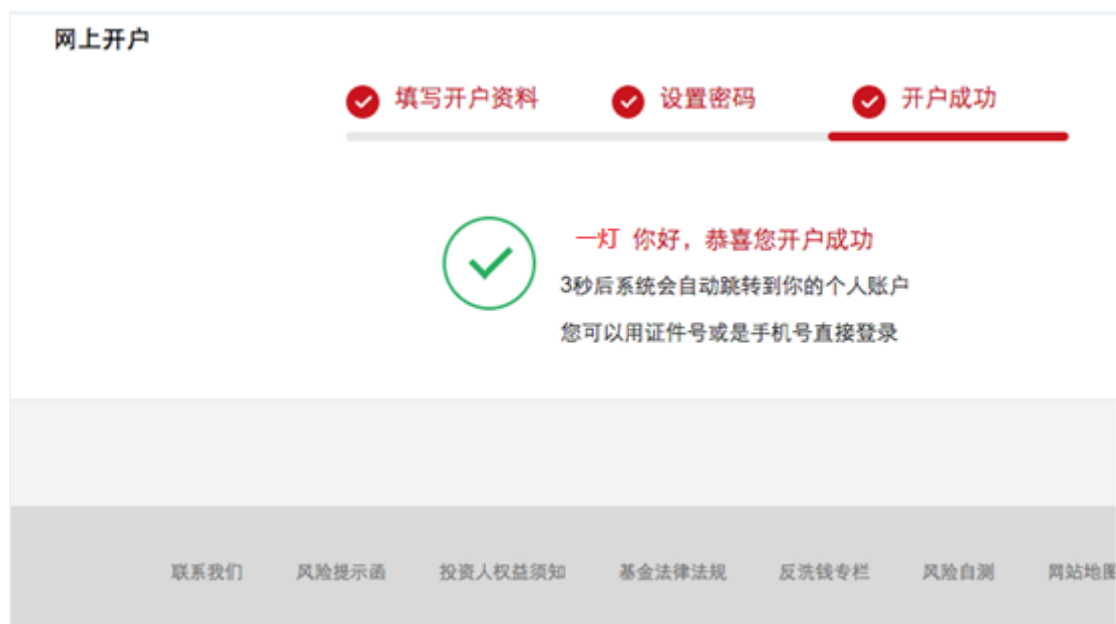 网上开户
填写开户资料 设置密码 开户成功
一灯 你好，恭喜您开户成功
3秒后系统会自动跳转到你的个人账户
您可以用证件号或是手机号直接登录
联系我们 风险提示函 投资人权益须知 基金法律法规 反洗钱专栏 风险自测 网站地图